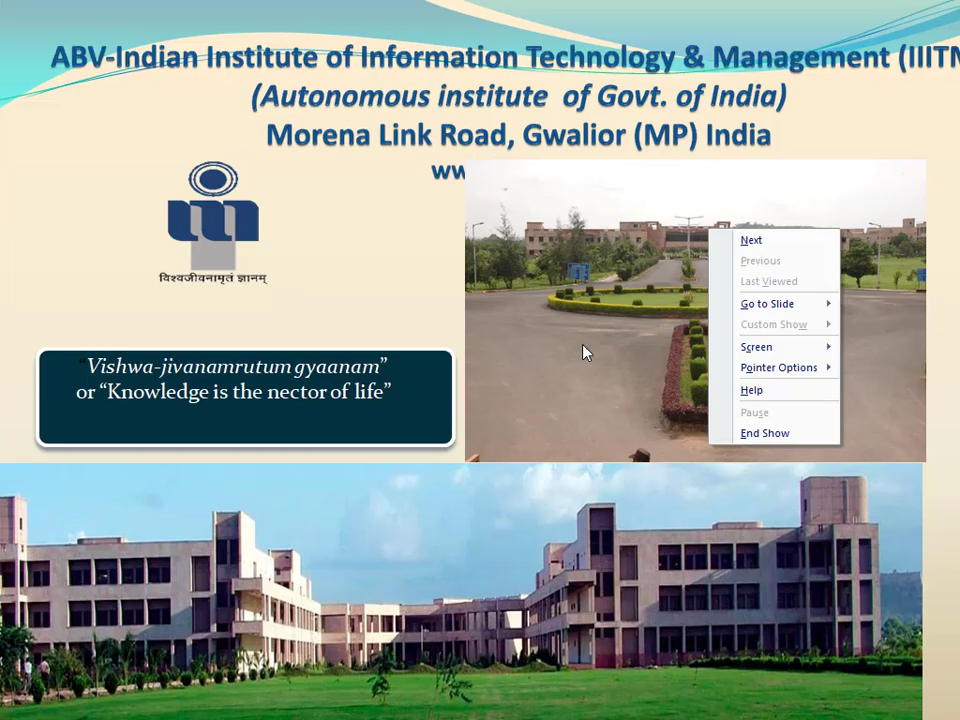 ABV-Indian Institute of Information Technology & Management (IIIT
(Autonomous institute of Govt. of India)
Morena Link Road, Gwalior (MP) India
विश्वजीवनामृतं ज्ञानम्
"Vishwa-jivanamrutum gyaanam"
or “Knowledge is the nector of life”
Next
Previous
Last Viewed
Go to Slide
Custom Show
Screen
Pointer Options
Help
Pause
End Show